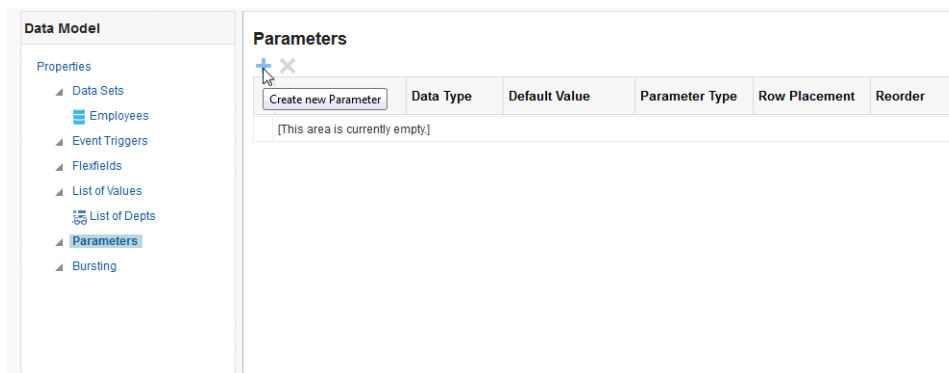 Data Model
Properties
Data Sets
Employees
Event Triggers
Flexfields
List of Values
List of Depts
Parameters
Bursting
Parameters
Create new Parameter
Data Type Default Value Parameter Type Row Placement Reorder
[This area is currently empty.]